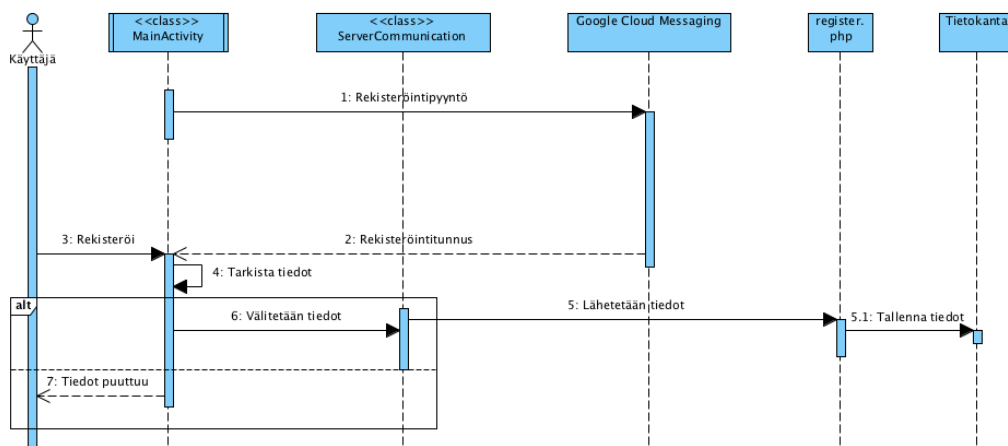 <<class>>
MainActivity
<<class>>
ServerCommunication
Google Cloud Messaging
register.
php
Tietokanta
Käyttäjä
1: Rekisteröintipyyntö
3: Rekisteröi
2: Rekisteröintitunnus
4: Tarkista tiedot
alt
6: Välitetään tiedot
5: Lähetetään tiedot
5.1: Tallenna tiedot
7: Tiedot puuttuu